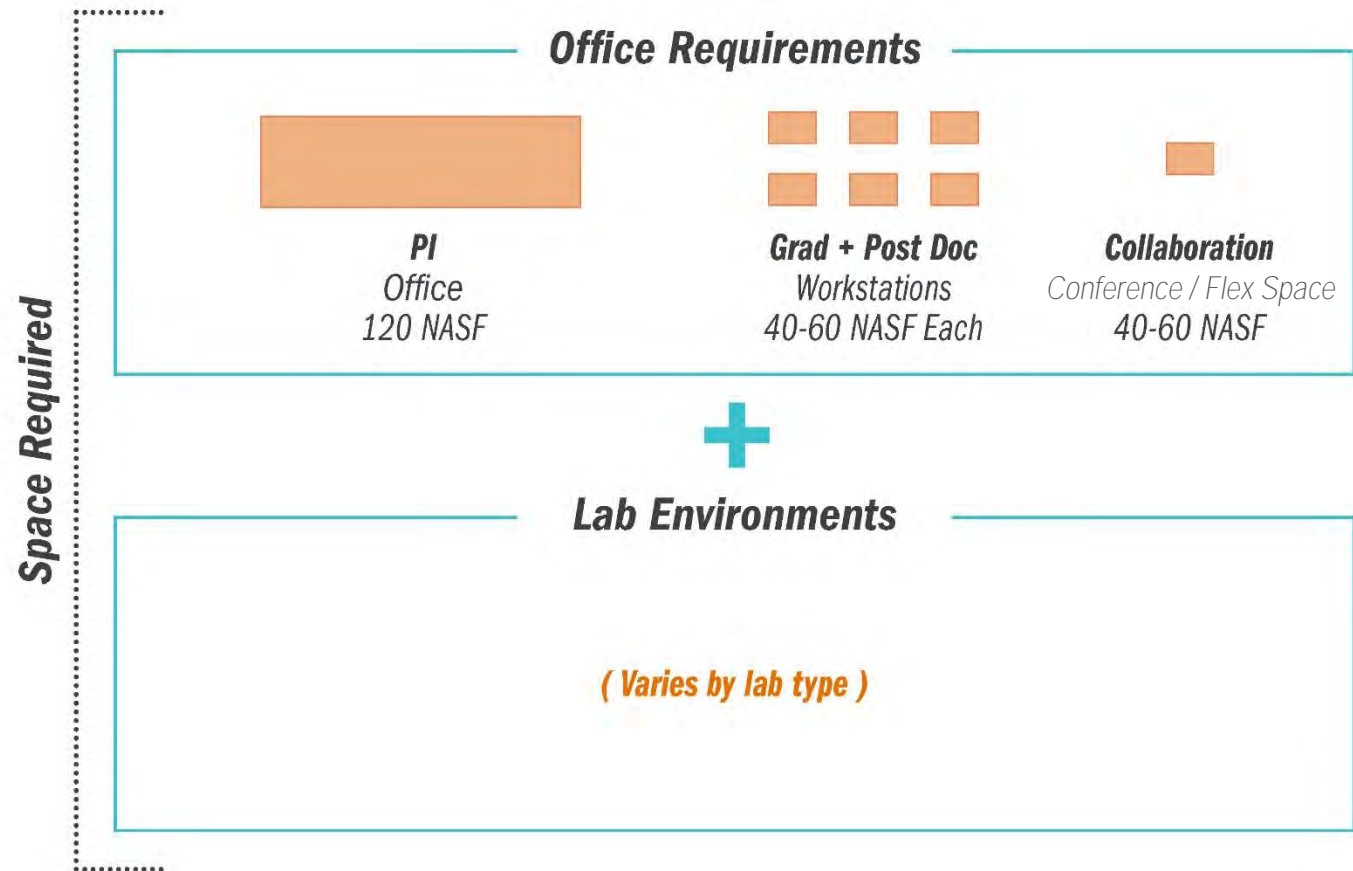 Space Required
Office Requirements
PI
Office
120 NASF
Grad + Post Doc
Workstations
40-60 NASF Each
Collaboration
Conference / Flex Space
40-60 NASF
Lab Environments
( Varies by lab type )